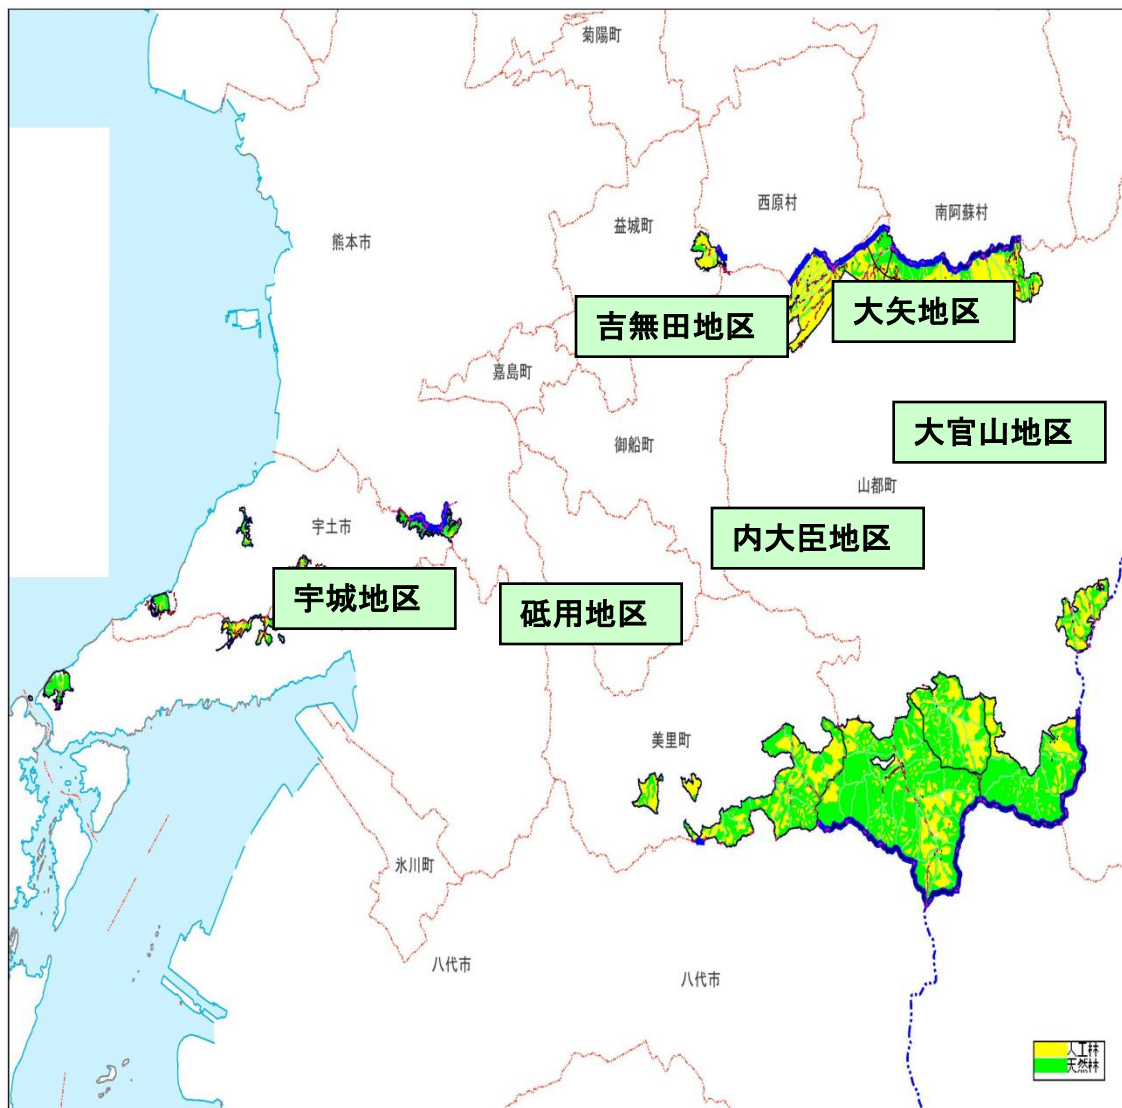 菊陽町
西原村
南阿蘇村
益城町
熊本市
吉無田地区
大矢地区
嘉島町
御船町
大官山地区
山都町
宇土市
内大臣地区
宇城地区
砥用地区
美里町
氷川町
八代市
八代市
人工林
天然林